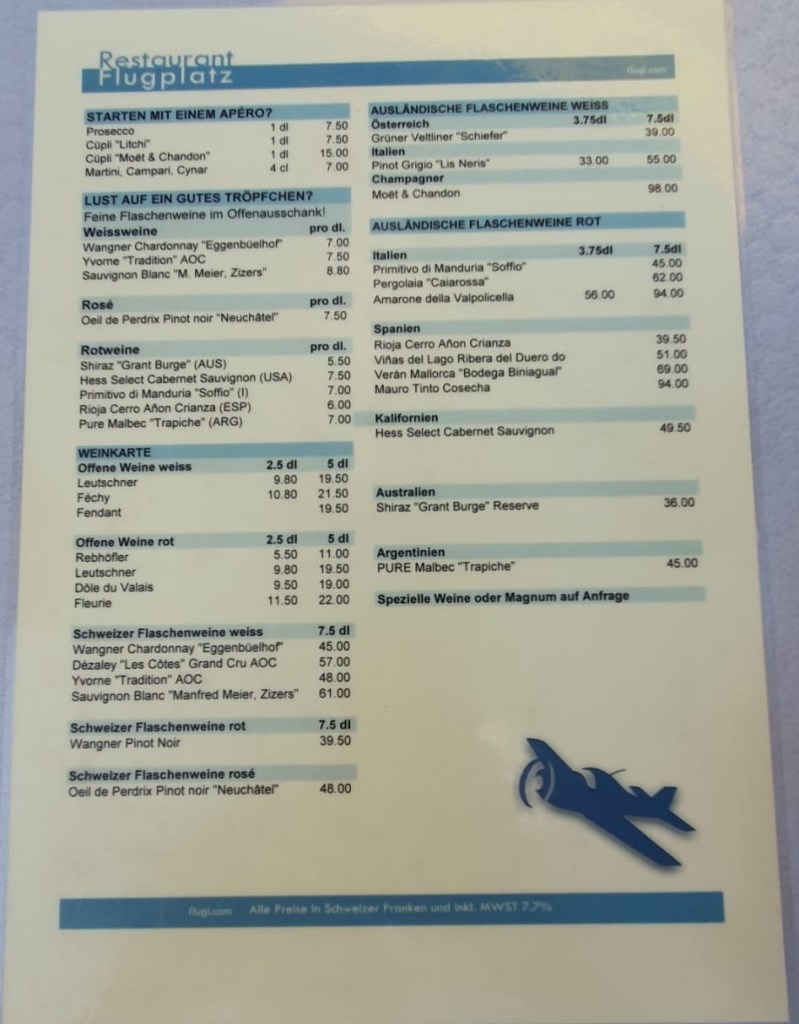 Restaurant
Flugplatz
flugi.com
STARTEN MIT EINEM APÉRO?
Prosecco 1 dl 7.50
Cüpli "Litchi" 1 dl 7.50
Cüpli "Moët & Chandon" 1 dl 15.00
Martini, Campari, Cynar 4 cl 7.00
LUST AUF EIN GUTES TRÖPFCHEN?
Feine Flaschenweine im Offenausschank!
Weissweine pro dl.
Wangner Chardonnay "Eggenbüelhof" 7.00
Yvorne "Tradition" AOC 7.50
Sauvignon Blanc "M. Meier, Zizers" 8.80
Rosé pro dl.
Oeil de Perdrix Pinot noir "Neuchâtel" 7.50
Rotweine pro dl.
Shiraz "Grant Burge" (AUS) 5.50
Hess Select Cabernet Sauvignon (USA) 7.50
Primitivo di Manduria "Soffio" (I) 7.00
Rioja Cerro Añon Crianza (ESP) 6.00
Pure Malbec "Trapiche" (ARG) 7.00
WEINKARTE
Offene Weine weiss 2.5 dl 5 dl
Leutschner 9.80 19.50
Féchy 10.80 21.50
Fendant 19.50
Offene Weine rot 2.5 dl 5 dl
Rebhöfler 5.50 11.00
Leutschner 9.80 19.50
Dôle du Valais 9.50 19.00
Fleurie 11.50 22.00
Schweizer Flaschenweine weiss 7.5 dl
Wangner Chardonnay "Eggenbüelhof" 45.00
Dézaley "Les Côtes" Grand Cru AOC 57.00
Yvorne "Tradition" AOC 48.00
Sauvignon Blanc "Manfred Meier, Zizers" 61.00
Schweizer Flaschenweine rot 7.5 dl
Wangner Pinot Noir 39.50
Schweizer Flaschenweine rosé
Oeil de Perdrix Pinot noir "Neuchâtel" 48.00
AUSLÄNDISCHE FLASCHENWEINE WEISS
Österreich 3.75dl 7.5dl
Grüner Veltliner "Schiefer" 39.00
Italien
Pinot Grigio "Lis Neris" 33.00 55.00
Champagner
Moët & Chandon 98.00
AUSLÄNDISCHE FLASCHENWEINE ROT
Italien 3.75dl 7.5dl
Primitivo di Manduria "Soffio" 45.00
Pergolaia "Caiarossa" 62.00
Amarone della Valpolicella 56.00 94.00
Spanien
Rioja Cerro Añon Crianza 39.50
Viñas del Lago Ribera del Duero do 51.00
Verán Mallorca "Bodega Biniagual" 69.00
Mauro Tinto Cosecha 94.00
Kalifornien
Hess Select Cabernet Sauvignon 49.50
Australien
Shiraz "Grant Burge" Reserve 36.00
Argentinien
PURE Malbec "Trapiche" 45.00
Spezielle Weine oder Magnum auf Anfrage
flugi.com Alle Preise in Schweizer Franken und inkl. MWST 7.7%